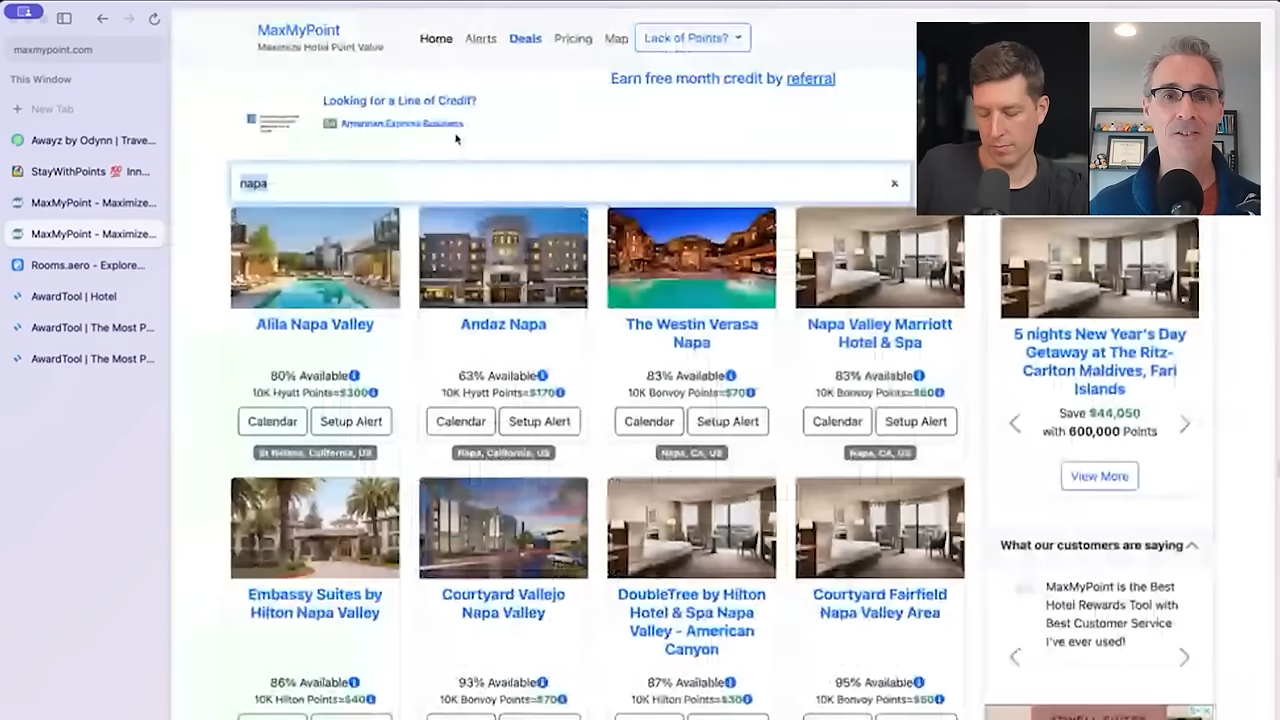 maxmypoint.com
This Window
New Tab
Awayz by Odynn | Trave...
StayWithPoints 💯 Inn...
MaxMyPoint - Maximize...
MaxMyPoint - Maximize...
Rooms.aero - Explore...
AwardTool | Hotel
AwardTool | The Most P...
AwardTool | The Most P...
MaxMyPoint
Maximize Hotel Point Value
Home Alerts Deals Pricing Map Lack of Points?
Earn free month credit by referral
Looking for a Line of Credit?
Ad American Express Business
napa
Alila Napa Valley
80% Available
10K Hyatt Points=$300
Calendar Setup Alert
St Helena, California, US
Andaz Napa
63% Available
10K Hyatt Points=$170
Calendar Setup Alert
Napa, California, US
The Westin Verasa
Napa
83% Available
10K Bonvoy Points=$70
Calendar Setup Alert
Napa, CA, US
Napa Valley Marriott
Hotel & Spa
83% Available
10K Bonvoy Points=$60
Calendar Setup Alert
Napa, CA, US
Embassy Suites by
Hilton Napa Valley
86% Available
10K Hilton Points=$40
Courtyard Vallejo
Napa Valley
93% Available
10K Bonvoy Points=$70
DoubleTree by Hilton
Hotel & Spa Napa
Valley - American
Canyon
87% Available
10K Hilton Points=$30
Courtyard Fairfield
Napa Valley Area
95% Available
10K Bonvoy Points=$50
5 nights New Year's Day
Getaway at The Ritz-
Carlton Maldives, Fari
Islands
Save $44,050
with 600,000 Points
View More
What our customers are saying
MaxMyPoint is the Best
Hotel Rewards Tool with
Best Customer Service
I've ever used!